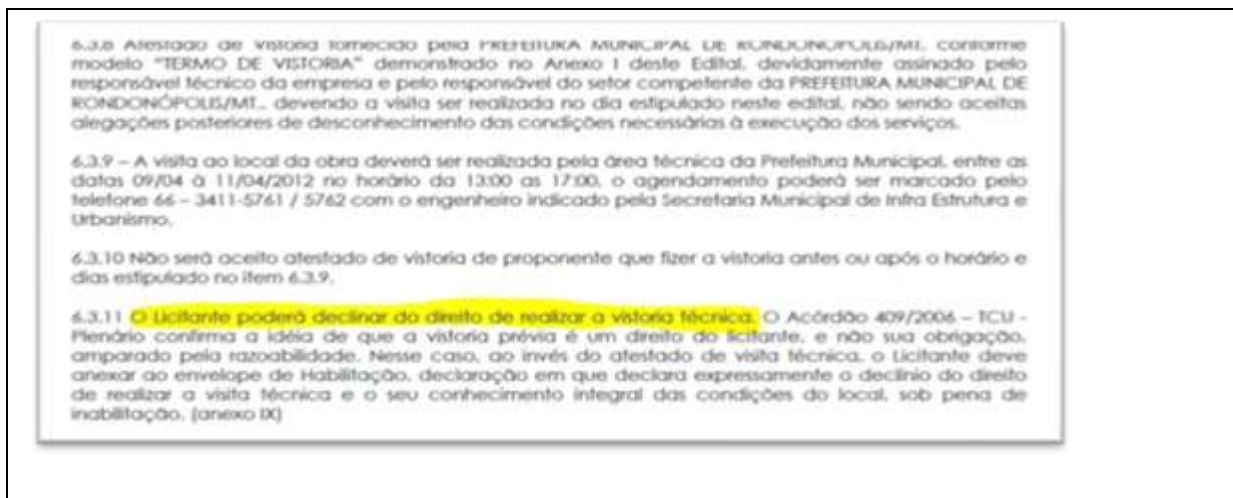 6.3.8 Atestado de Vistoria fornecido pela PREFEITURA MUNICIPAL DE RONDONÓPOLIS/MT, conforme
modelo "TERMO DE VISTORIA" demonstrado no Anexo I deste Edital, devidamente assinado pelo
responsável técnico da empresa e pelo responsável do setor competente da PREFEITURA MUNICIPAL DE
RONDONÓPOLIS/MT., devendo a visita ser realizada no dia estipulado neste edital, não sendo aceitas
alegações posteriores de desconhecimento das condições necessárias à execução dos serviços.
6.3.9 – A visita ao local da obra deverá ser realizada pela área técnica da Prefeitura Municipal, entre as
datas 09/04 à 11/04/2012 no horário da 13:00 as 17:00, o agendamento poderá ser marcado pelo
telefone 66 – 3411-5761 / 5762 com o engenheiro indicado pela Secretaria Municipal de Infra Estrutura e
Urbanismo.
6.3.10 Não será aceito atestado de vistoria de proponente que fizer a vistoria antes ou após o horário e
dias estipulado no item 6.3.9.
6.3.11 O Licitante poderá declinar do direito de realizar a vistoria técnica. O Acórdão 409/2006 – TCU -
Plenário confirma a idéia de que a vistoria prévia é um direito do licitante, e não sua obrigação,
amparado pela razoabilidade. Nesse caso, ao invés do atestado de visita técnica, o Licitante deve
anexar ao envelope de Habilitação, declaração em que declara expressamente o declínio do direito
de realizar a visita técnica e o seu conhecimento integral das condições do local, sob pena de
inabilitação. (anexo IX)